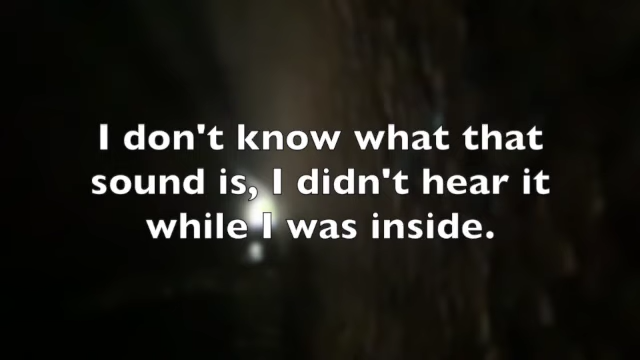 I don't know what that
sound is, I didn't hear it
while I was inside.